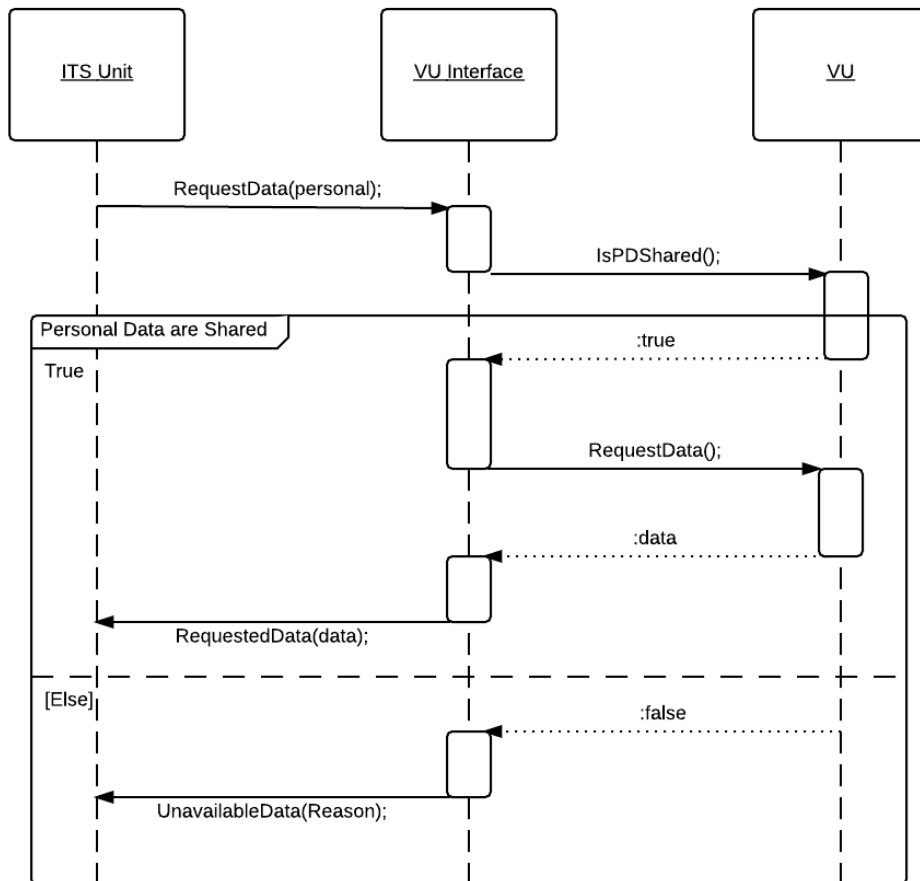 ITS Unit
VU Interface
VU
RequestData(personal);
IsPDShared();
Personal Data are Shared
:true
True
RequestData();
:data
RequestedData(data);
[Else]
:false
UnavailableData(Reason);